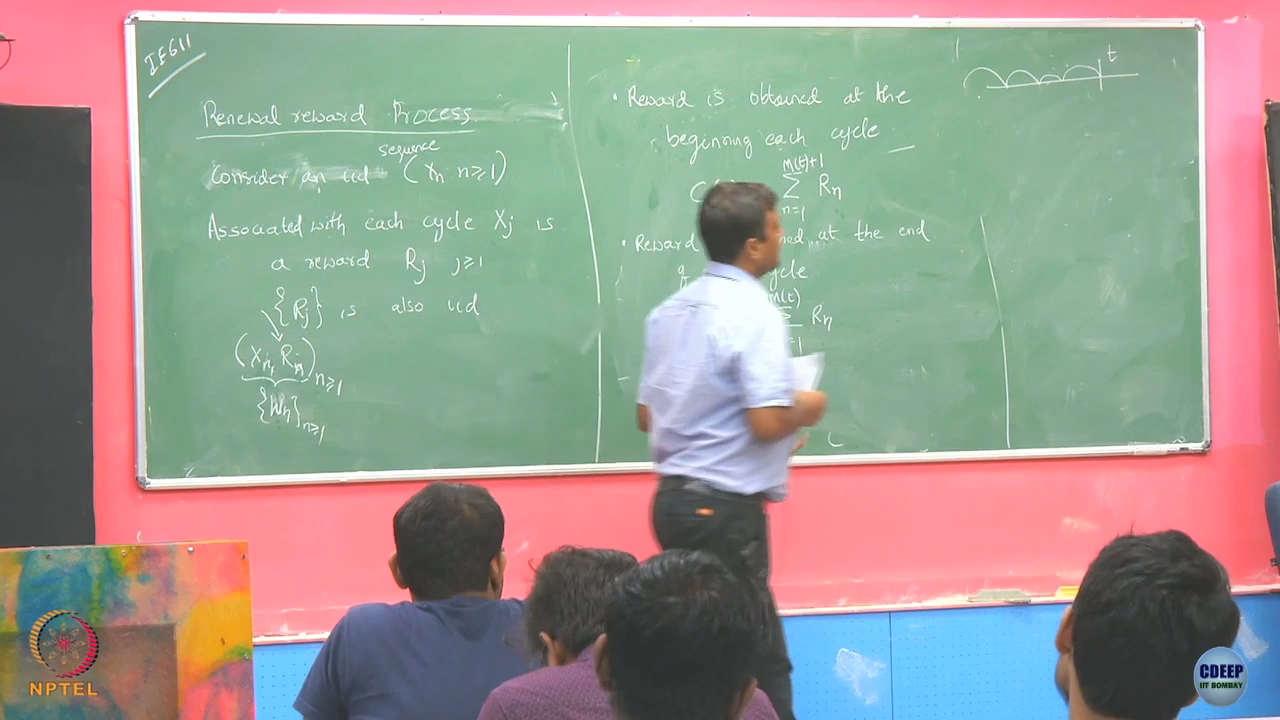 IE611
Renewal reward Process
sequence
Consider an iid (Xn n≥1)
Associated with each cycle Xj is
a reward Rj j≥1
{Rj} is also iid
(Xn, Rn) n≥1
{Wn} n≥1
• Reward is obtained at the
beginning each cycle
M(t)+1
C( Σ Rn
n=1
• Reward at the end
M(t)
Rn
t
NPTEL
CDEEP
IIT BOMBAY